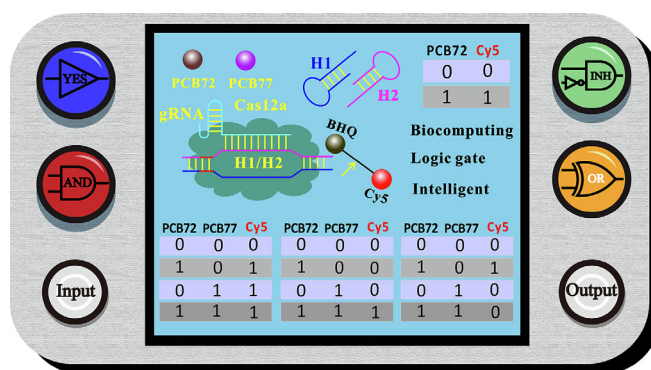 YES
AND
Input
INH
OR
Output
PCB72 PCB77
H1
H2
PCB72 Cy5
0 0
1 1
gRNA Cas12a
H1/H2
BHQ
Cy5
Biocomputing
Logic gate
Intelligent
PCB72 PCB77 Cy5 PCB72 PCB77 Cy5 PCB72 PCB77 Cy5
0 0 0 0 0 0 0 0 0
1 0 1 1 0 0 1 0 1
0 1 1 0 1 0 0 1 0
1 1 1 1 1 1 1 1 0